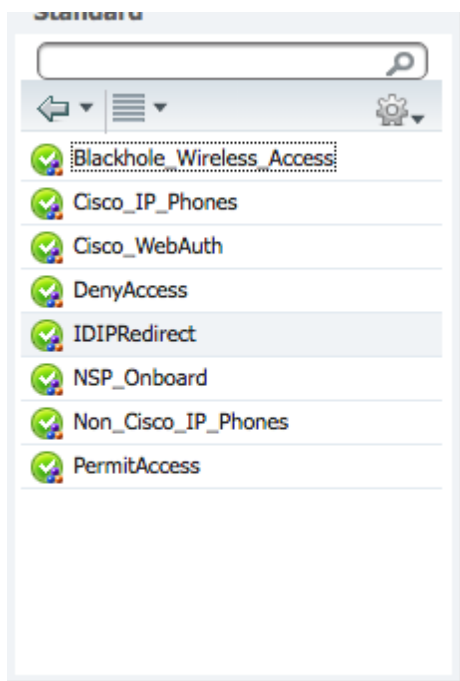 Standard
Blackhole_Wireless_Access
Cisco_IP_Phones
Cisco_WebAuth
DenyAccess
IDIPRedirect
NSP_Onboard
Non_Cisco_IP_Phones
PermitAccess